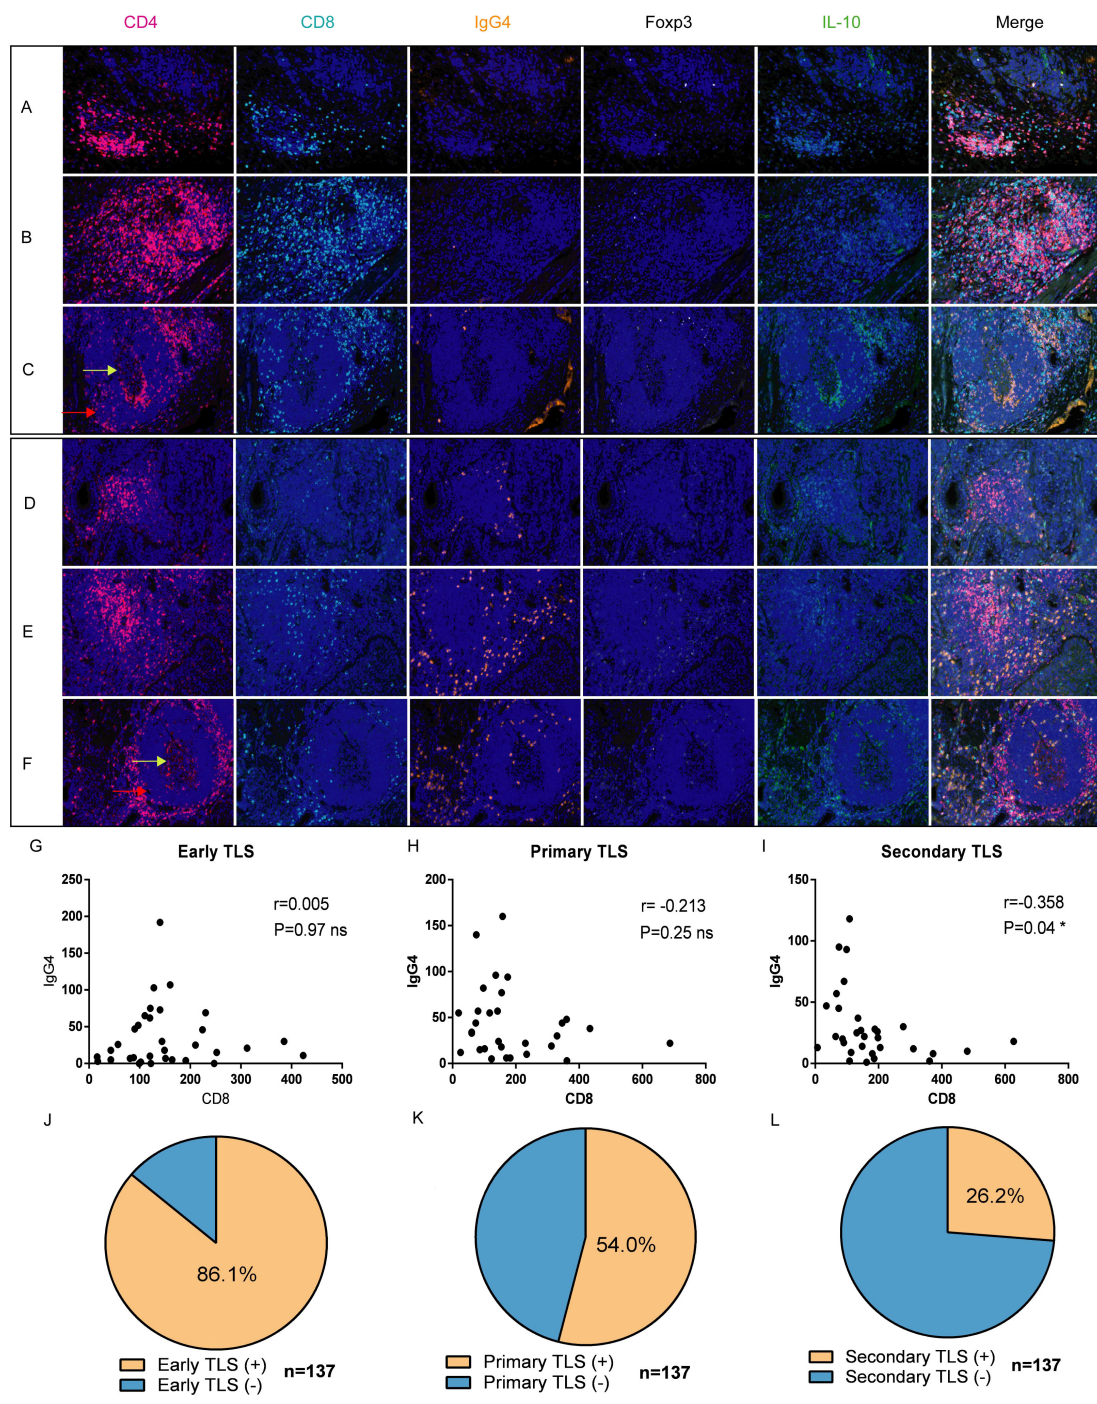 CD4 CD8 IgG4 Foxp3 IL-10 Merge
A
B
C
D
E
F
G Early TLS
250
200
150
100
50
0
IgG4
0 100 200 300 400 500
CD8
r=0.005
P=0.97 ns
H Primary TLS
200
150
100
50
0
IgG4
0 200 400 600 800
CD8
r= -0.213
P=0.25 ns
I Secondary TLS
150
100
50
0
IgG4
0 200 400 600 800
CD8
r=-0.358
P=0.04 *
J
86.1%
Early TLS (+)
Early TLS (-)
n=137
K
54.0%
Primary TLS (+)
Primary TLS (-)
n=137
L
26.2%
Secondary TLS (+)
Secondary TLS (-)
n=137